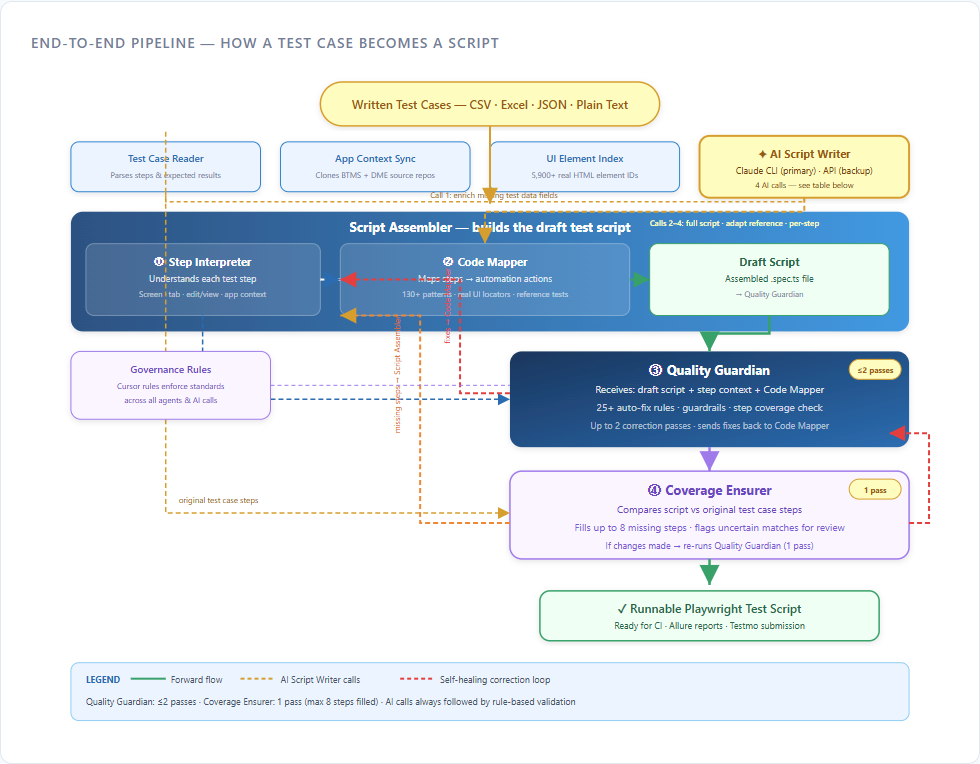 END-TO-END PIPELINE — HOW A TEST CASE BECOMES A SCRIPT
Written Test Cases — CSV · Excel · JSON · Plain Text
Test Case Reader
Parses steps & expected results
App Context Sync
Clones BTMS + DME source repos
UI Element Index
5,900+ real HTML element IDs
✦ AI Script Writer
Claude CLI (primary) · API (backup)
4 AI calls — see table below
Call 1: enrich missing test data fields
Script Assembler — builds the draft test script
Calls 2–4: full script · adapt reference · per-step
① Step Interpreter
Understands each test step
Screen · tab · edit/view · app context
② Code Mapper
Maps steps → automation actions
130+ patterns · real UI locators · reference tests
Draft Script
Assembled .spec.ts file
→ Quality Guardian
fixes → Code Mapper
missing steps → Script Assembler
Governance Rules
Cursor rules enforce standards
across all agents & AI calls
③ Quality Guardian
≤2 passes
Receives: draft script + step context + Code Mapper
25+ auto-fix rules · guardrails · step coverage check
Up to 2 correction passes · sends fixes back to Code Mapper
original test case steps
④ Coverage Ensurer
1 pass
Compares script vs original test case steps
Fills up to 8 missing steps · flags uncertain matches for review
If changes made → re-runs Quality Guardian (1 pass)
✓ Runnable Playwright Test Script
Ready for CI · Allure reports · Testmo submission
LEGEND
Forward flow
AI Script Writer calls
Self-healing correction loop
Quality Guardian: ≤2 passes · Coverage Ensurer: 1 pass (max 8 steps filled) · AI calls always followed by rule-based validation